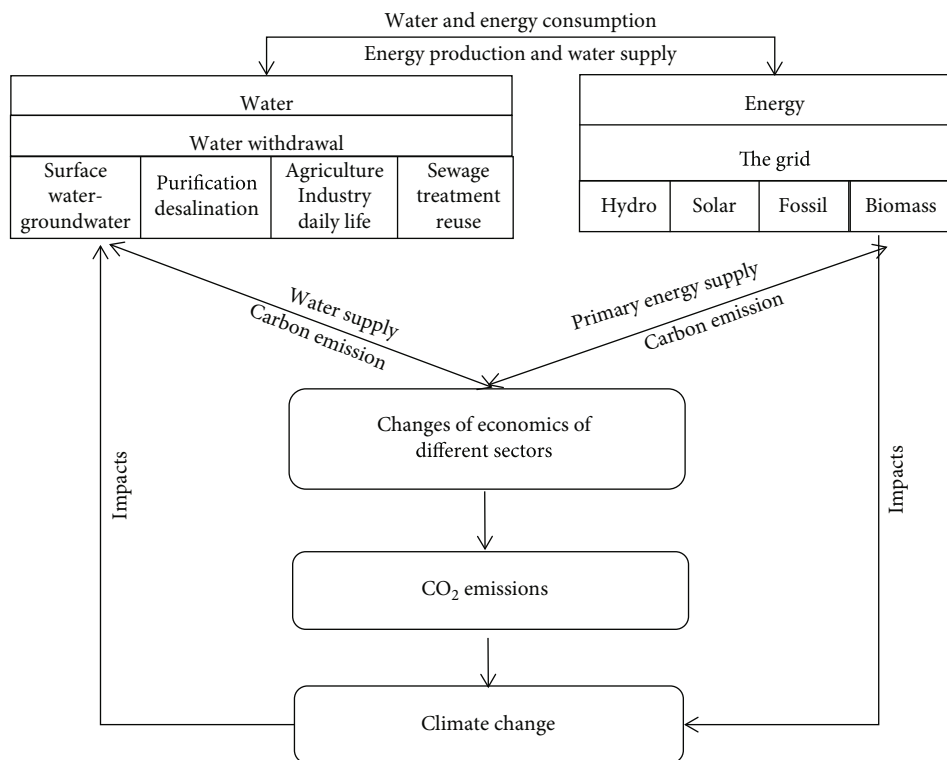 Water and energy consumption
Energy production and water supply
Water
Water withdrawal
Surface
water-
groundwater
Purification
desalination
Agriculture
Industry
daily life
Sewage
treatment
reuse
Energy
The grid
Hydro
Solar
Fossil
Biomass
Water supply
Carbon emission
Primary energy supply
Carbon emission
Impacts
Impacts
Changes of economics of
different sectors
CO₂ emissions
Climate change